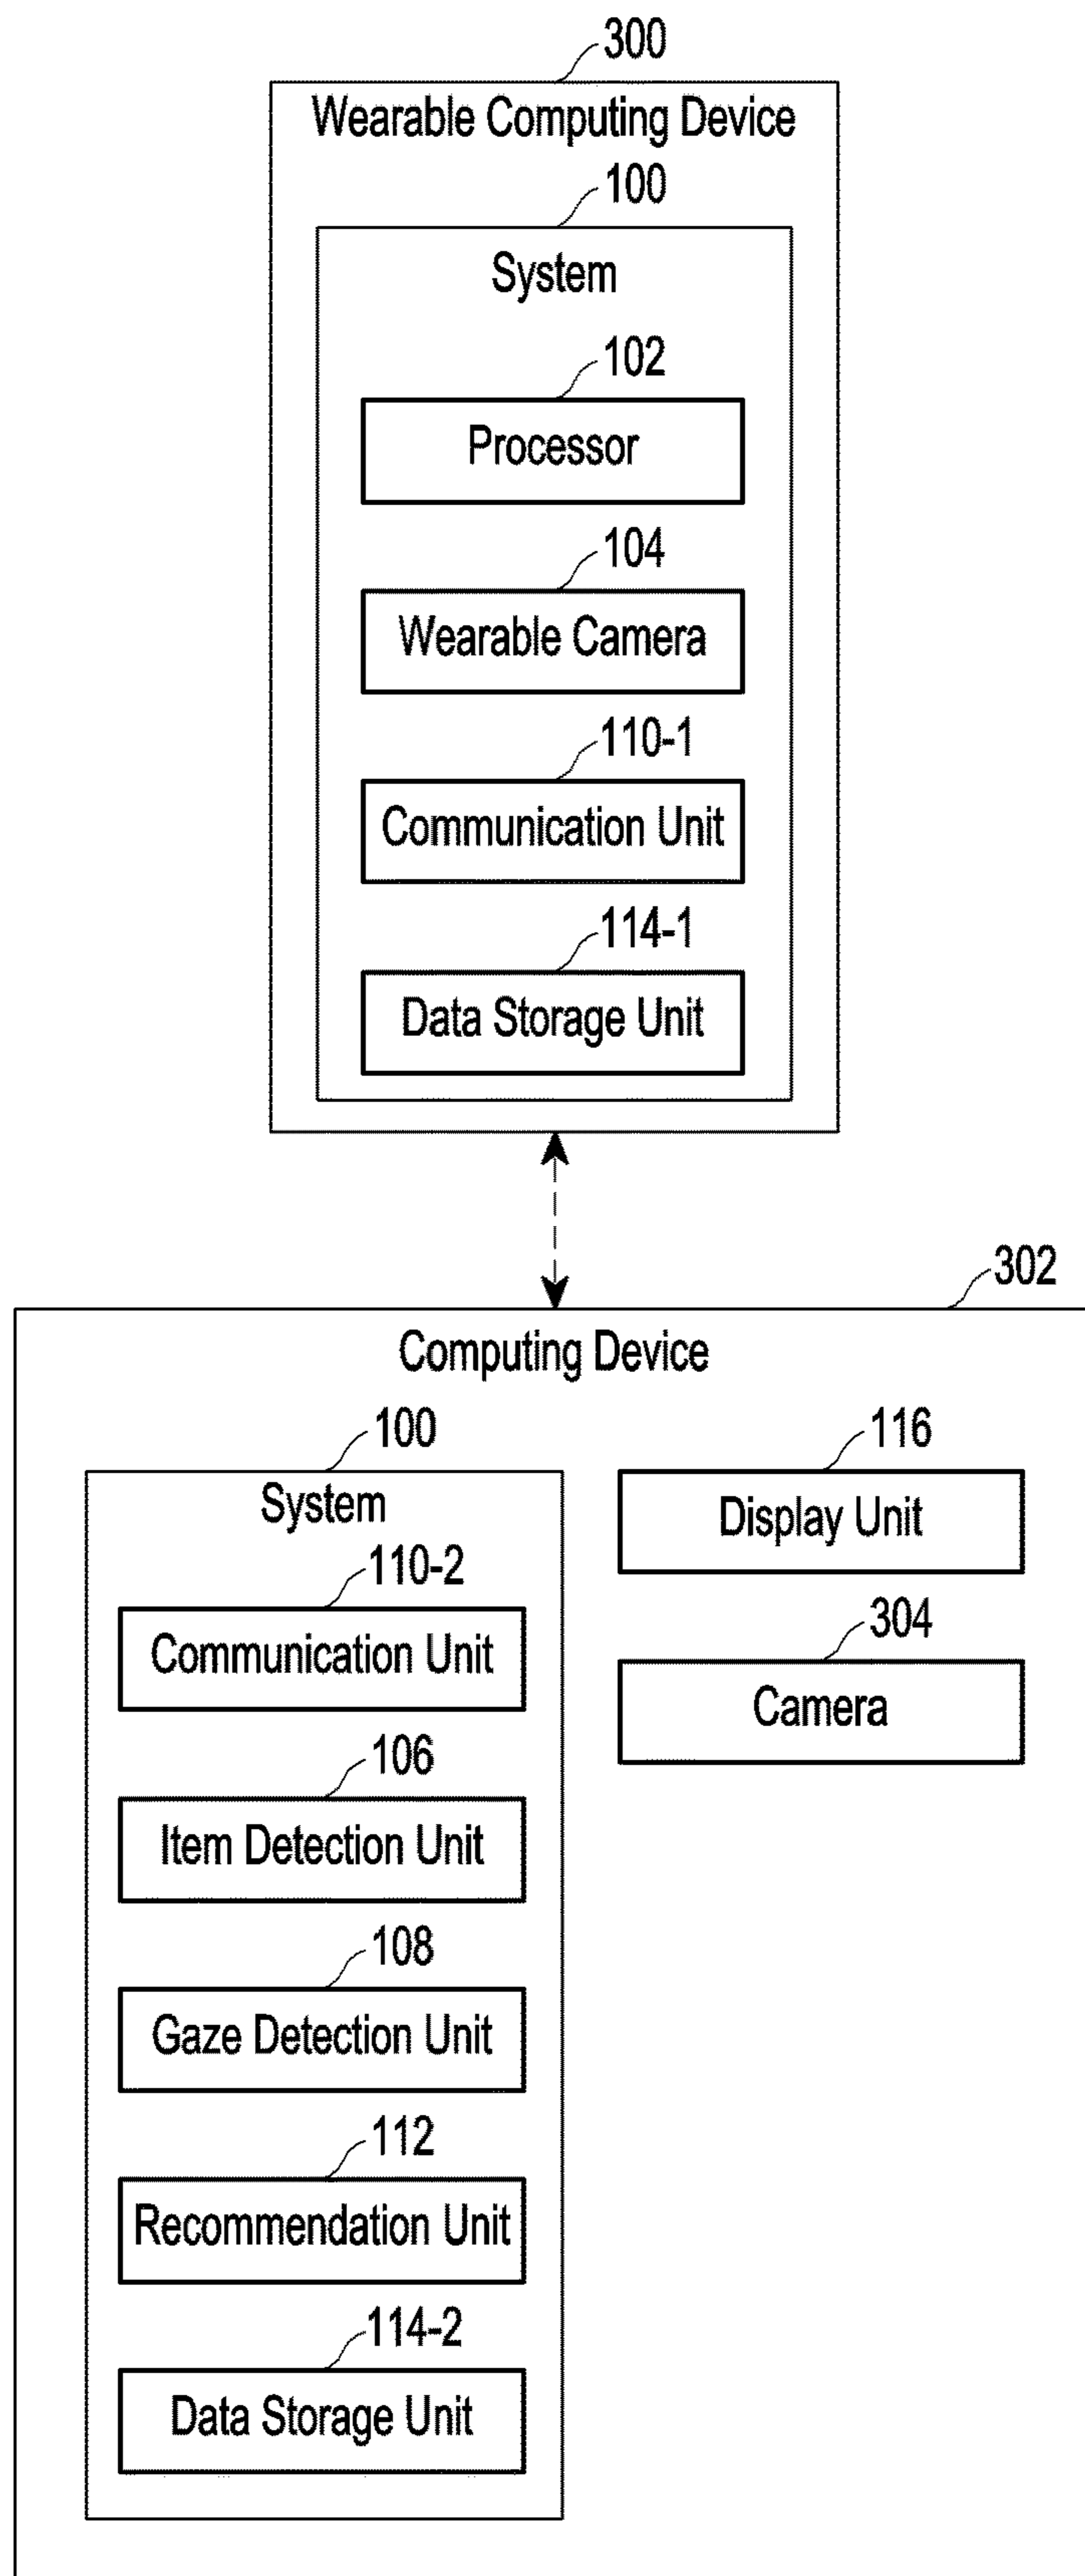 300
Wearable Computing Device
100
System
102
Processor
104
Wearable Camera
110-1
Communication Unit
114-1
Data Storage Unit
302
Computing Device
100
System
110-2
Communication Unit
106
Item Detection Unit
108
Gaze Detection Unit
112
Recommendation Unit
114-2
Data Storage Unit
116
Display Unit
304
Camera